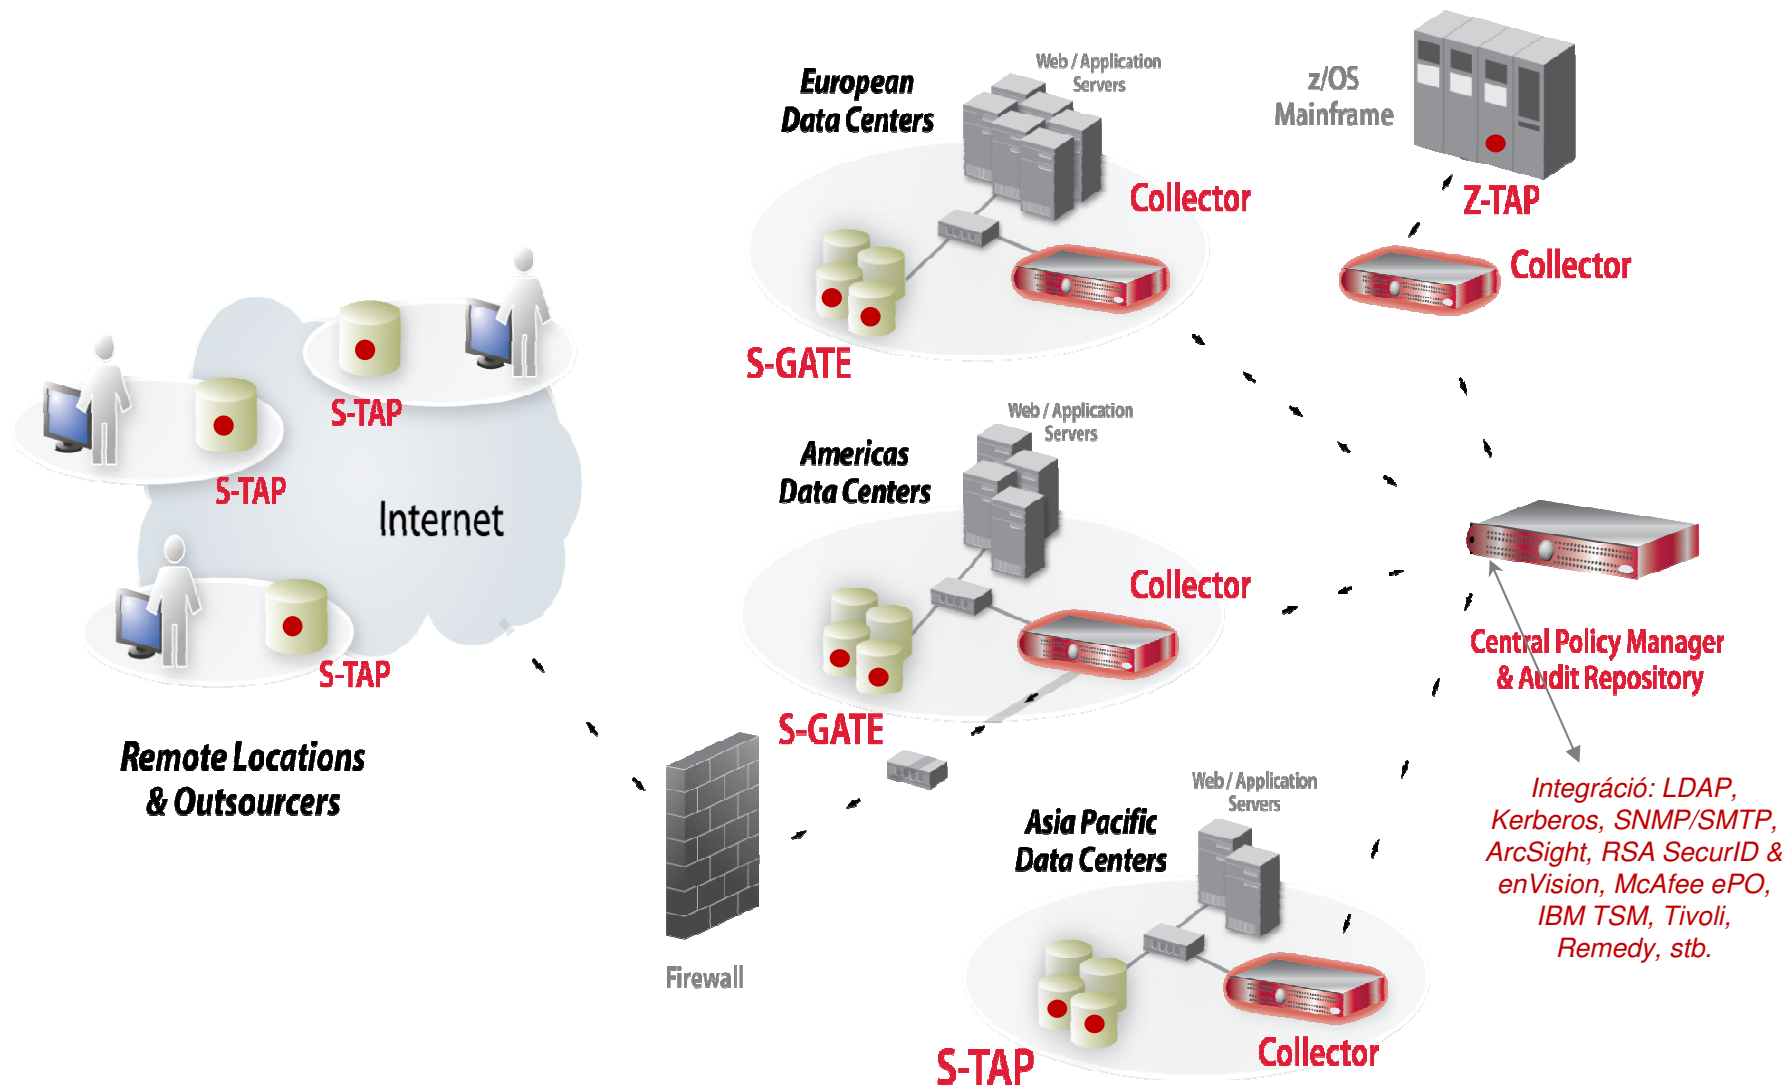 Web / Application
Servers
European
Data Centers
z/OS
Mainframe
Collector
Z-TAP
Collector
S-GATE
S-TAP
S-TAP
Internet
S-TAP
Remote Locations
& Outsourcers
Web / Application
Servers
Americas
Data Centers
Collector
S-GATE
Central Policy Manager
& Audit Repository
Firewall
Web / Application
Servers
Asia Pacific
Data Centers
S-TAP
Collector
Integráció: LDAP,
Kerberos, SNMP/SMTP,
ArcSight, RSA SecurID &
enVision, McAfee ePO,
IBM TSM, Tivoli,
Remedy, stb.